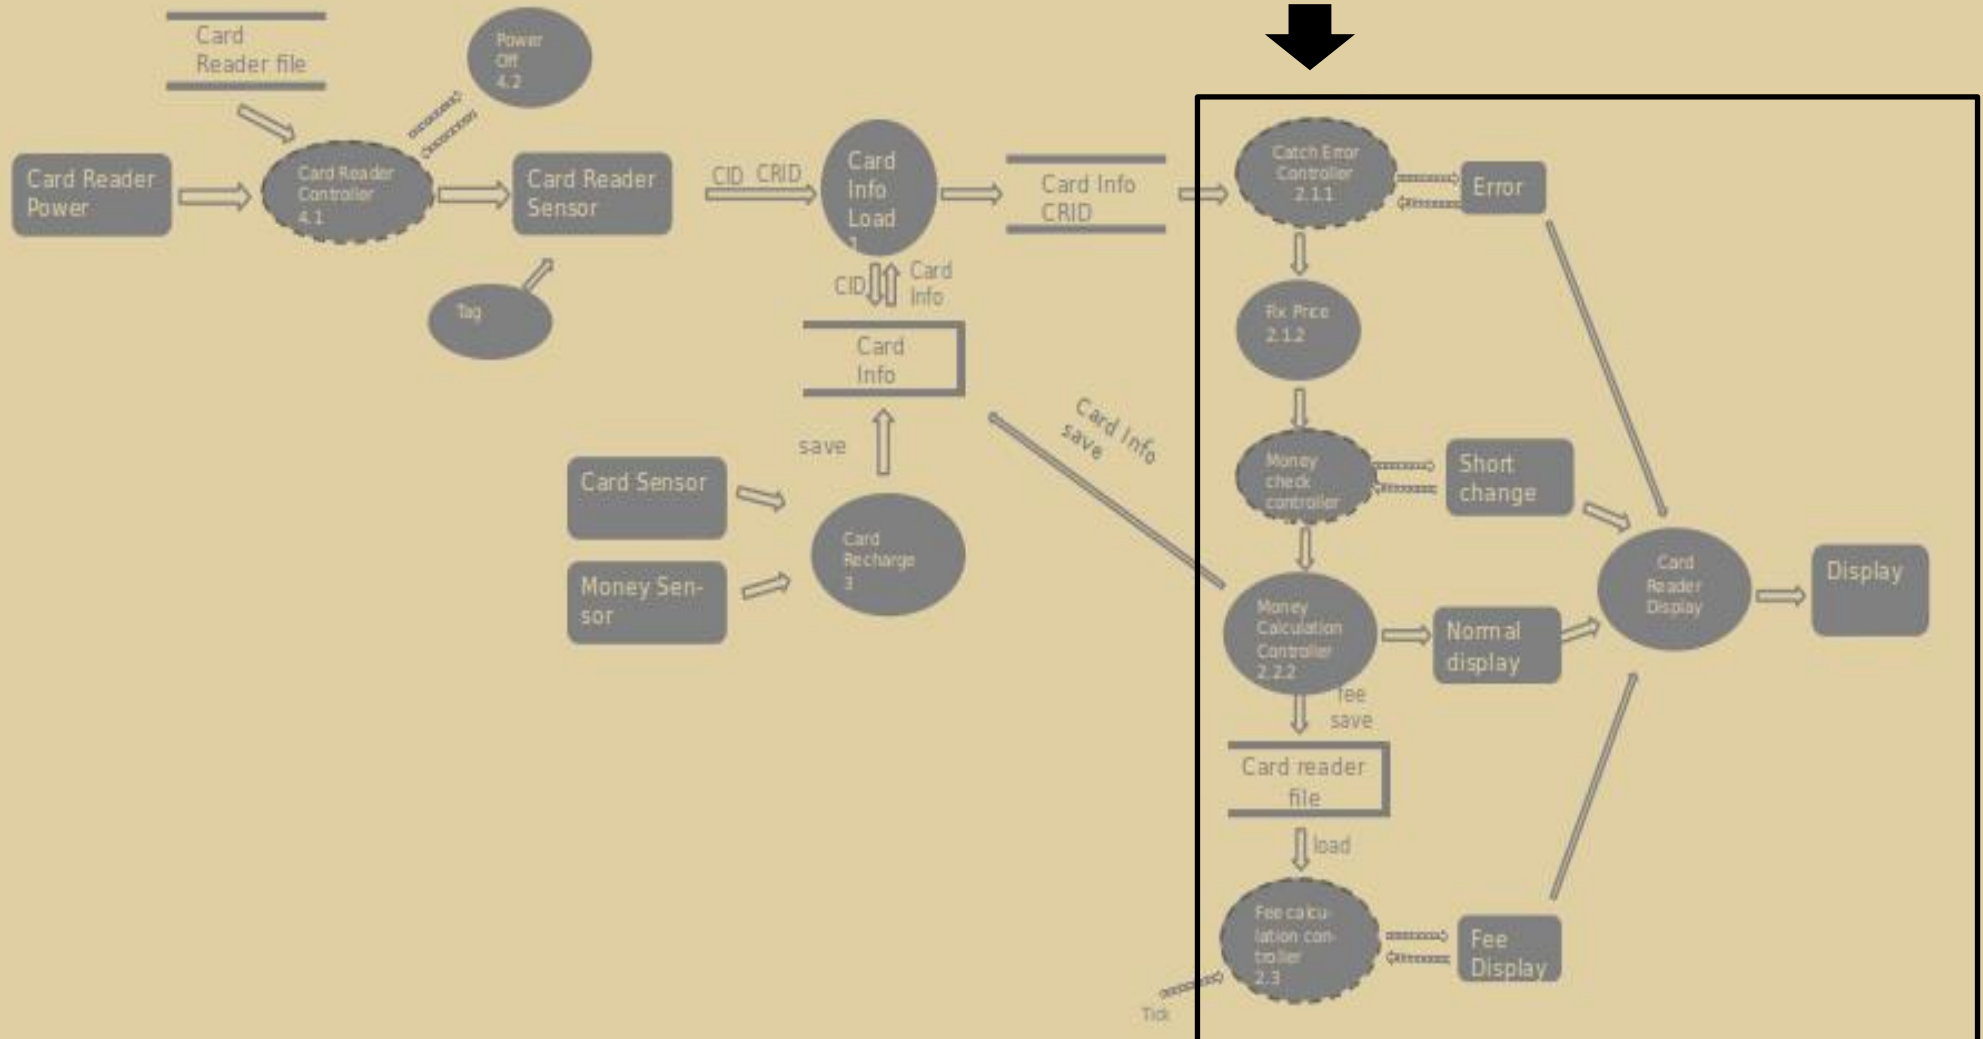 Card
Reader file
Power
Off
4.2
Card Reader
Power
Card Reader
Controller
4.1
Card Reader
Sensor
Tag
CID CRID
Card
Info
Load
1
Card Info
CRID
CID
Card
Info
Card
Info
save
Card Info
save
Card Sensor
Money Sen-
sor
Card
Recharge
3
Catch Error
Controller
2.1.1
Error
Rx Price
2.1.2
Money
check
controller
Short
change
Money
Calculation
Controller
2.2.2
Normal
display
Card
Reader
Display
Display
fee
save
Card reader
file
load
Fee calcu-
lation con-
troller
2.3
Fee
Display
Tick